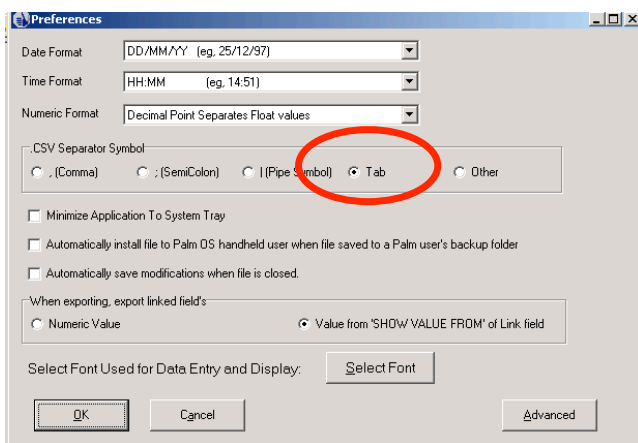 Preferences
Date Format DD/MM/YY (eg, 25/12/97)
Time Format HH:MM (eg, 14:51)
Numeric Format Decimal Point Separates Float values
.CSV Separator Symbol
, (Comma) ; (SemiColon) | (Pipe Symbol) Tab Other
Minimize Application To System Tray
Automatically install file to Palm OS handheld user when file saved to a Palm user's backup folder
Automatically save modifications when file is closed.
When exporting, export linked field's
Numeric Value Value from 'SHOW VALUE FROM' of Link field
Select Font Used for Data Entry and Display: Select Font
OK Cancel Advanced